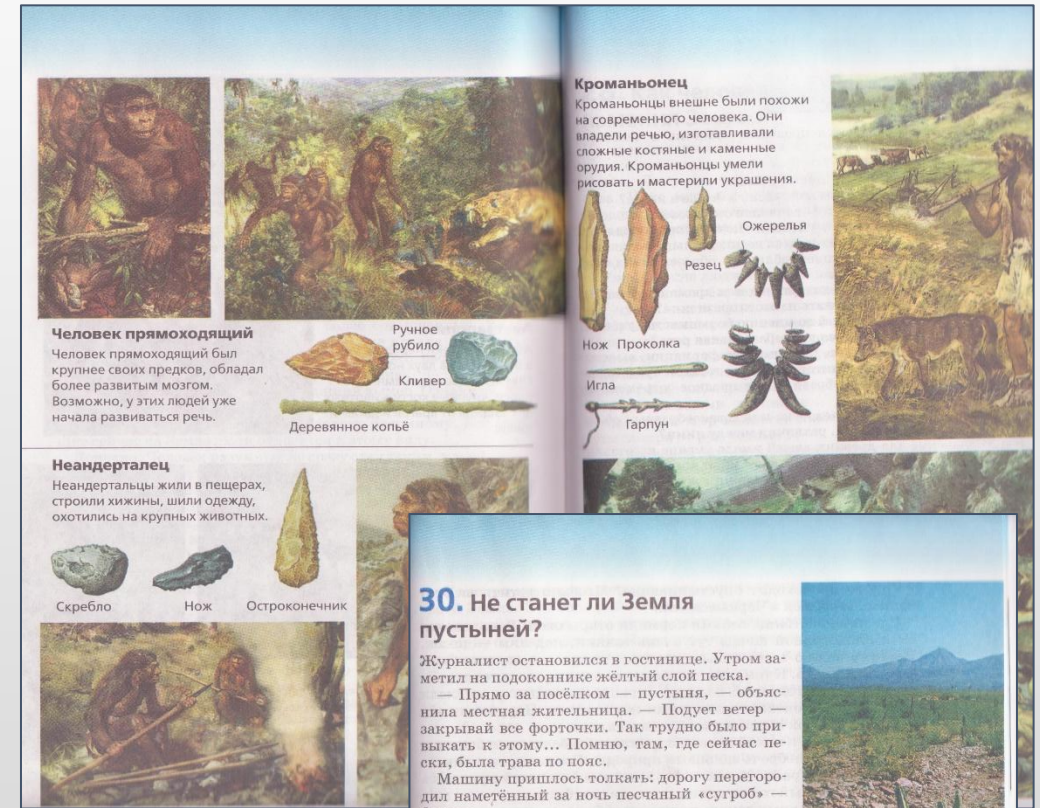 Человек прямоходящий
Человек прямоходящий был
крупнее своих предков, обладал
более развитым мозгом.
Возможно, у этих людей уже
начала развиваться речь.
Ручное
рубило
Кливер
Деревянное копьё
Неандерталец
Неандертальцы жили в пещерах,
строили хижины, шили одежду,
охотились на крупных животных.
Скребло
Нож
Остроконечник
Кроманьонец
Кроманьонцы внешне были похожи
на современного человека. Они
владели речью, изготавливали
сложные костяные и каменные
орудия. Кроманьонцы умели
рисовать и мастерили украшения.
Ожерелья
Резец
Нож Проколка
Игла
Гарпун
30. Не станет ли Земля
пустыней?
Журналист остановился в гостинице. Утром за-
метил на подоконнике жёлтый слой песка.
— Прямо за посёлком — пустыня, — объяс-
нила местная жительница. — Подует ветер —
закрывай все форточки. Так трудно было при-
выкать к этому... Помню, там, где сейчас пе-
ски, была трава по пояс.
Машину пришлось толкать: дорогу перегоро-
дил наметённый за ночь песчаный «сугроб» —